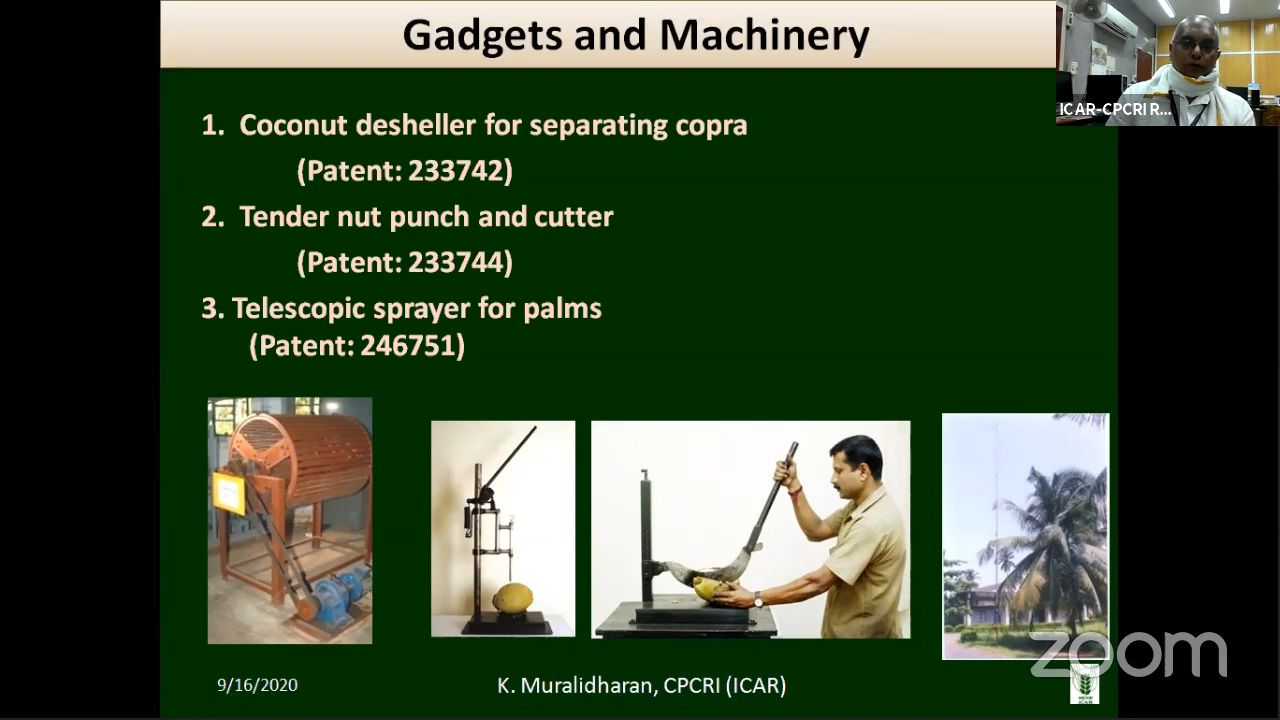 Gadgets and Machinery
ICAR-CPCRI R...
1. Coconut desheller for separating copra
(Patent: 233742)
2. Tender nut punch and cutter
(Patent: 233744)
3. Telescopic sprayer for palms
(Patent: 246751)
9/16/2020
K. Muralidharan, CPCRI (ICAR)
zoom
ICAR